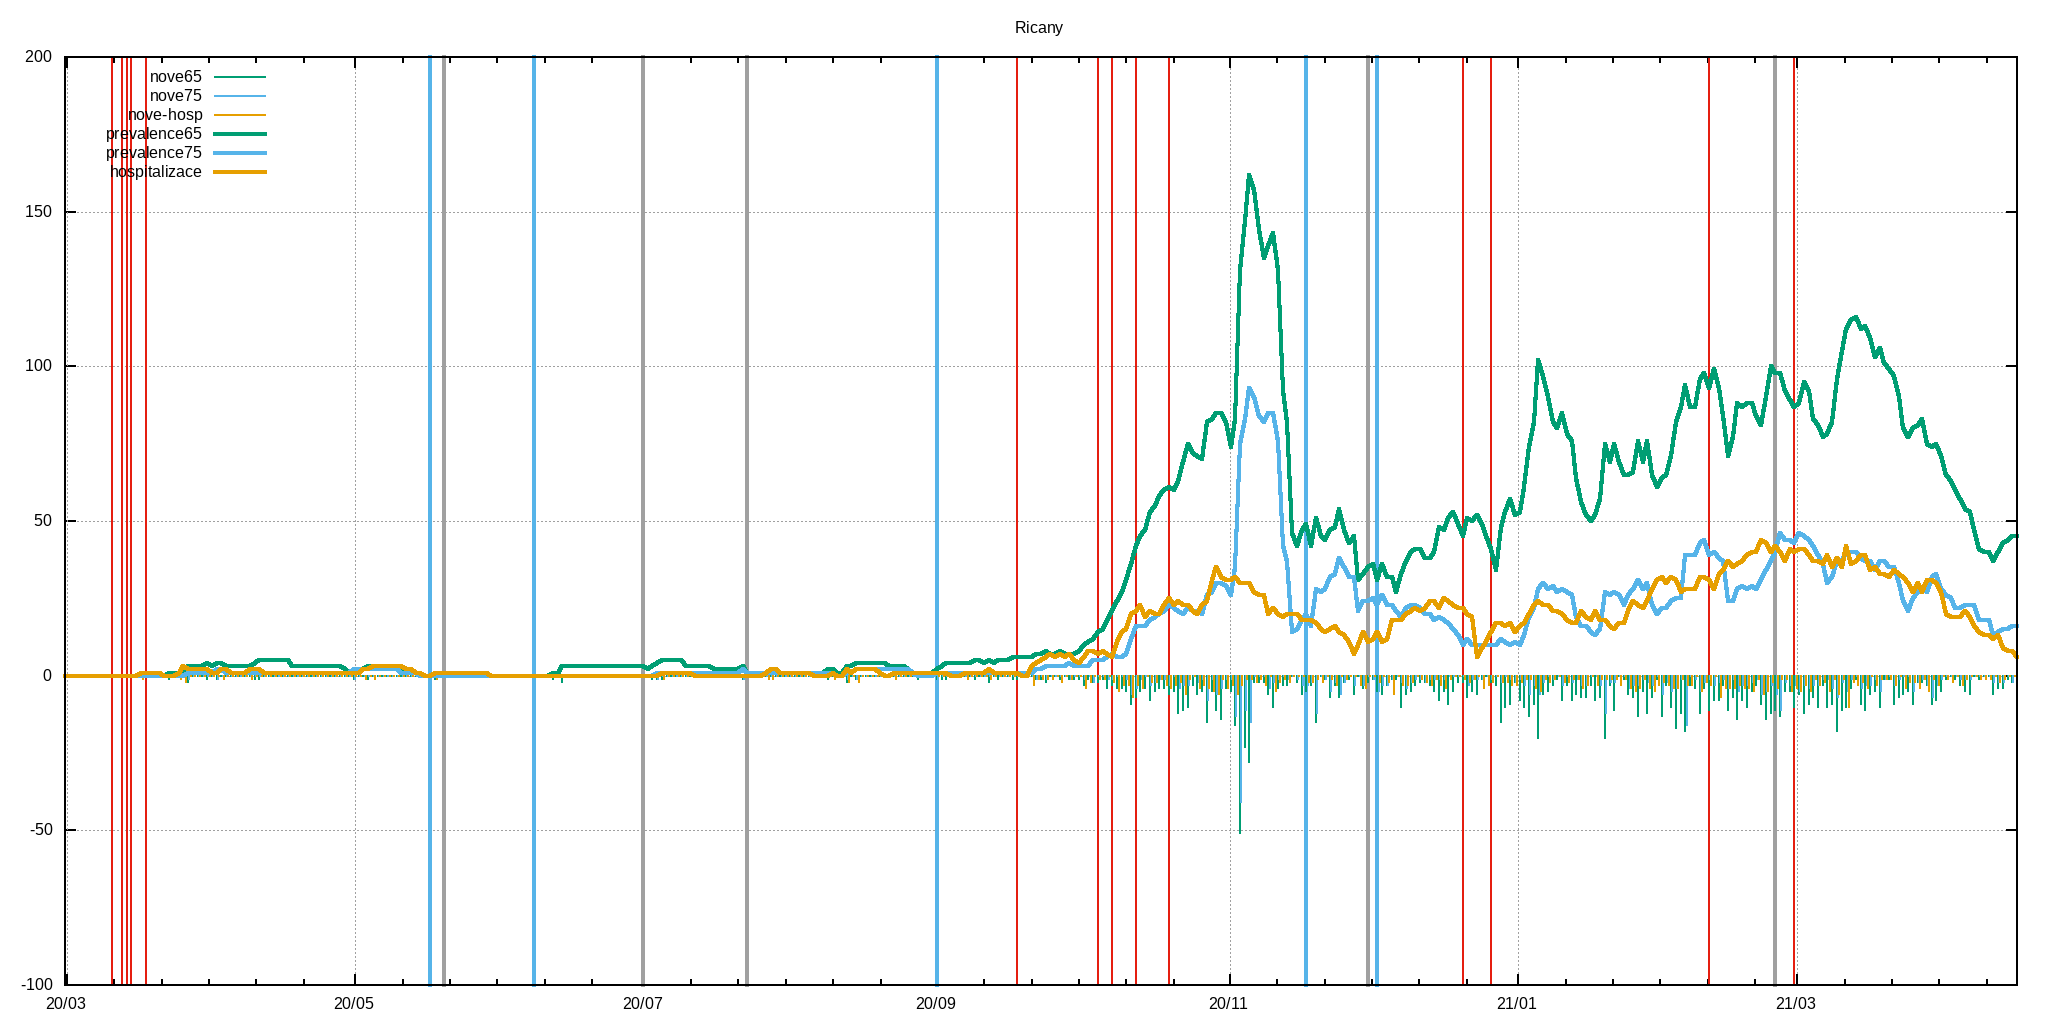 Ricany
200
150
100
50
0
-50
-100
nove65
nove75
nove-hosp
prevalence65
prevalence75
hospitalizace
20/03 20/05 20/07 20/09 20/11 21/01 21/03